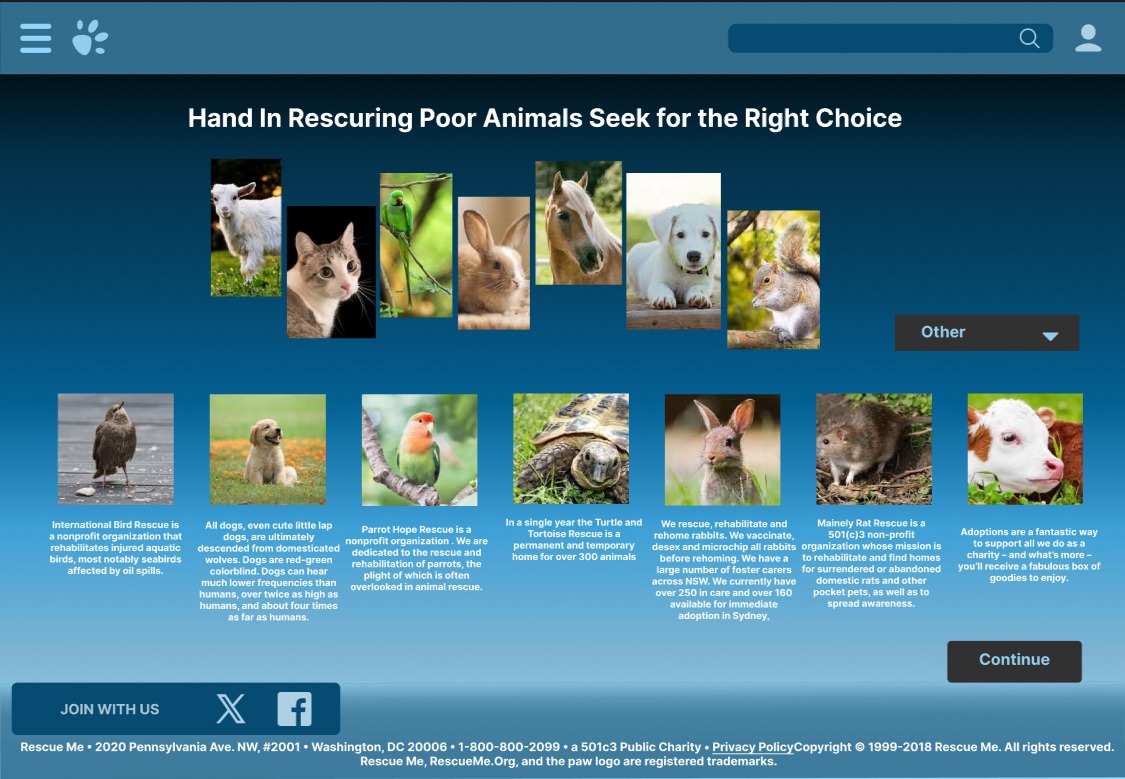 Hand In Rescuring Poor Animals Seek for the Right Choice
Other
International Bird Rescue is
a nonprofit organization that
rehabilitates injured aquatic
birds, most notably seabirds
affected by oil spills.
All dogs, even cute little lap
dogs, are ultimately
descended from domesticated
wolves. Dogs are red-green
colorblind. Dogs can hear
much lower frequencies than
humans, over twice as high as
humans, and about four times
as far as humans.
Parrot Hope Rescue is a
nonprofit organization . We are
dedicated to the rescue and
rehabilitation of parrots, the
plight of which is often
overlooked in animal rescue.
In a single year the Turtle and
Tortoise Rescue is a
permanent and temporary
home for over 300 animals
We rescue, rehabilitate and
rehome rabbits. We vaccinate,
desex and microchip all rabbits
before rehoming. We have a
large number of foster carers
across NSW. We currently have
over 250 in care and over 160
available for immediate
adoption in Sydney,
Mainely Rat Rescue is a
501(c)3 non-profit
organization whose mission is
to rehabilitate and find homes
for surrendered or abandoned
domestic rats and other
pocket pets, as well as to
spread awareness.
Adoptions are a fantastic way
to support all we do as a
charity – and what's more –
you'll receive a fabulous box of
goodies to enjoy.
Continue
JOIN WITH US
Rescue Me • 2020 Pennsylvania Ave. NW, #2001 • Washington, DC 20006 • 1-800-800-2099 • a 501c3 Public Charity • Privacy PolicyCopyright © 1999-2018 Rescue Me. All rights reserved.
Rescue Me, RescueMe.Org, and the paw logo are registered trademarks.